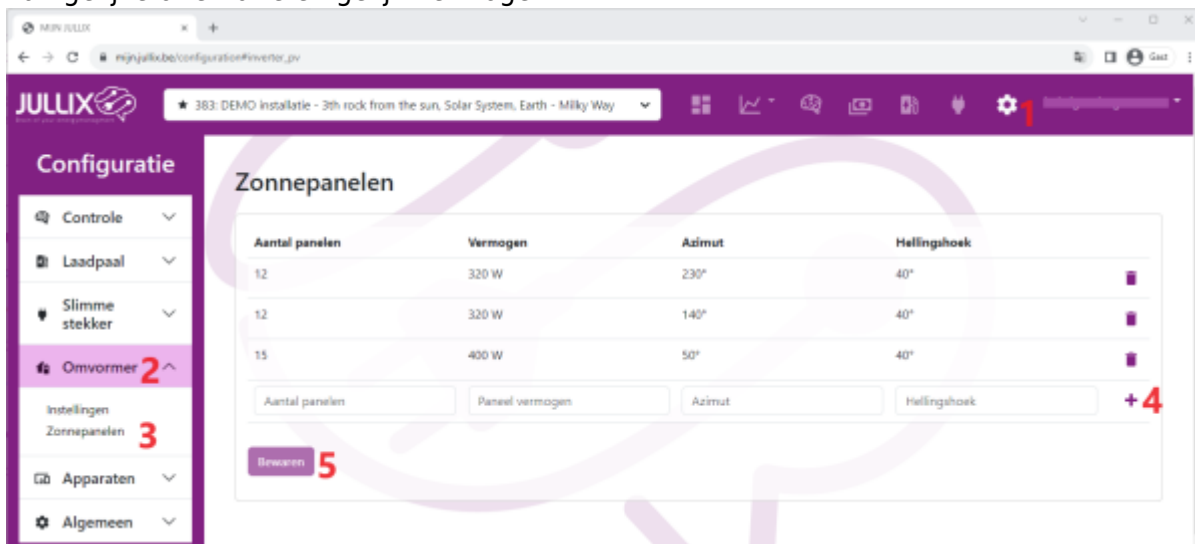 MIJN JULLIX
mijn.jullix.be/configuration#inverter_pv
Gast
JULLIX
383: DEMO installatie - 3th rock from the sun, Solar System, Earth - Milky Way
1
Configuratie
Controle
Laadpaal
Slimme
stekker
Omvormer 2
Instellingen
Zonnepanelen 3
Apparaten
Algemeen
Zonnepanelen
Aantal panelen Vermogen Azimut Hellingshoek
12 320 W 230° 40°
12 320 W 140° 40°
15 400 W 50° 40°
Aantal panelen Paneel vermogen Azimut Hellingshoek + 4
Bewaren 5